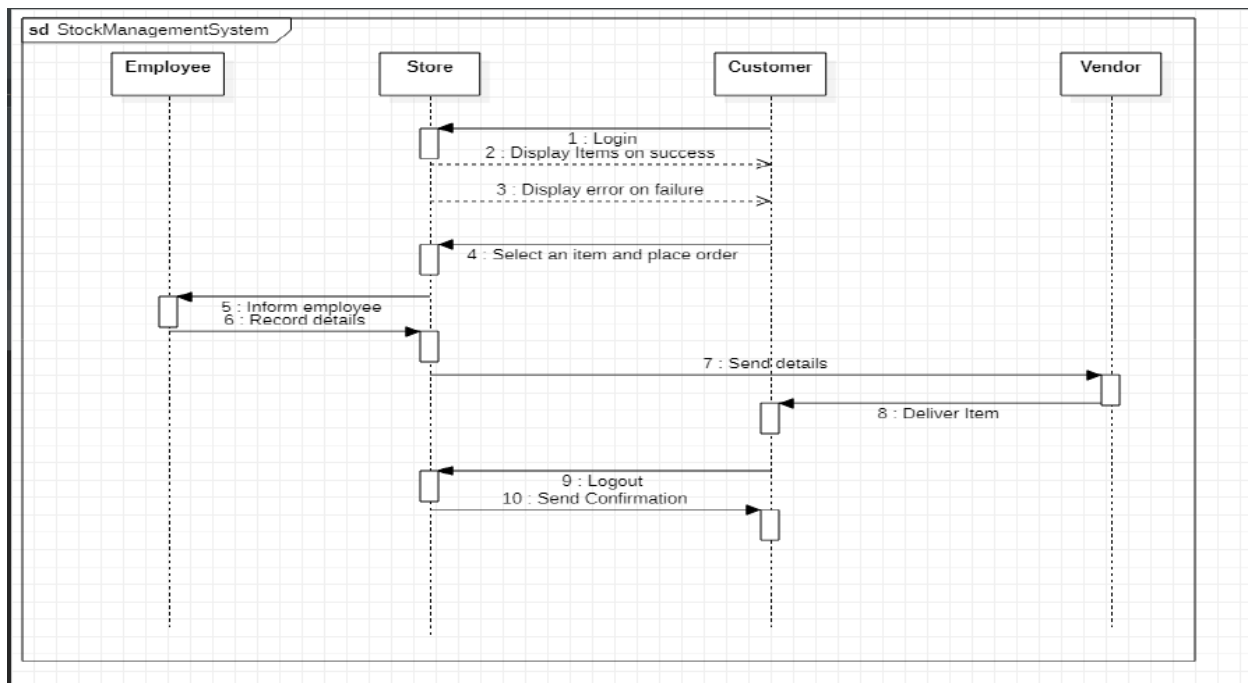 sd StockManagementSystem
Employee
Store
Customer
Vendor
1 : Login
2 : Display Items on success
3 : Display error on failure
4 : Select an item and place order
5 : Inform employee
6 : Record details
7 : Send details
8 : Deliver Item
9 : Logout
10 : Send Confirmation